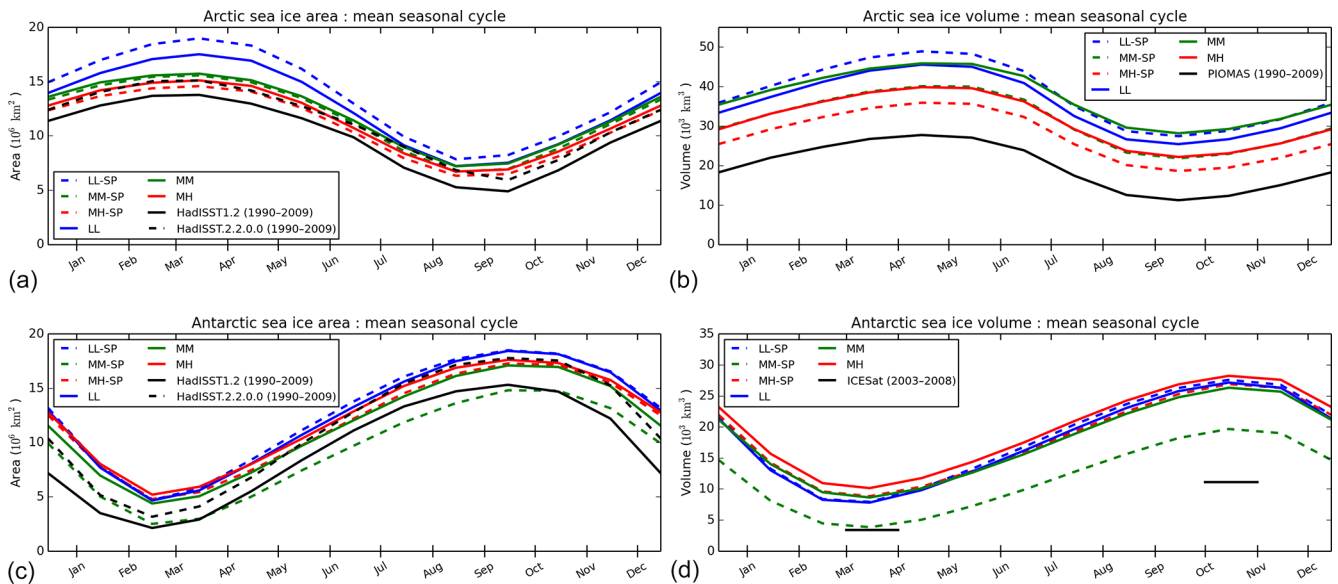 Arctic sea ice area : mean seasonal cycle
20
15
10
5
0
Area (10⁶ km²)
LL-SP
MM-SP
MH-SP
LL
MM
MH
HadISST1.2 (1990–2009)
HadISST.2.2.0.0 (1990–2009)
Jan Feb Mar Apr May Jun Jul Aug Sep Oct Nov Dec
(a)
Arctic sea ice volume : mean seasonal cycle
50
40
30
20
10
0
Volume (10³ km³)
LL-SP
MM-SP
MH-SP
MM
MH
PIOMAS (1990–2009)
LL
Jan Feb Mar Apr May Jun Jul Aug Sep Oct Nov Dec
(b)
Antarctic sea ice area : mean seasonal cycle
20
15
10
5
0
Area (10⁶ km²)
LL-SP
MM-SP
MH-SP
LL
MM
MH
HadISST1.2 (1990–2009)
HadISST.2.2.0.0 (1990–2009)
Jan Feb Mar Apr May Jun Jul Aug Sep Oct Nov Dec
(c)
Antarctic sea ice volume : mean seasonal cycle
35
30
25
20
15
10
5
0
Volume (10³ km³)
LL-SP
MM-SP
MH-SP
LL
MM
MH
ICESat (2003–2008)
Jan Feb Mar Apr May Jun Jul Aug Sep Oct Nov Dec
(d)